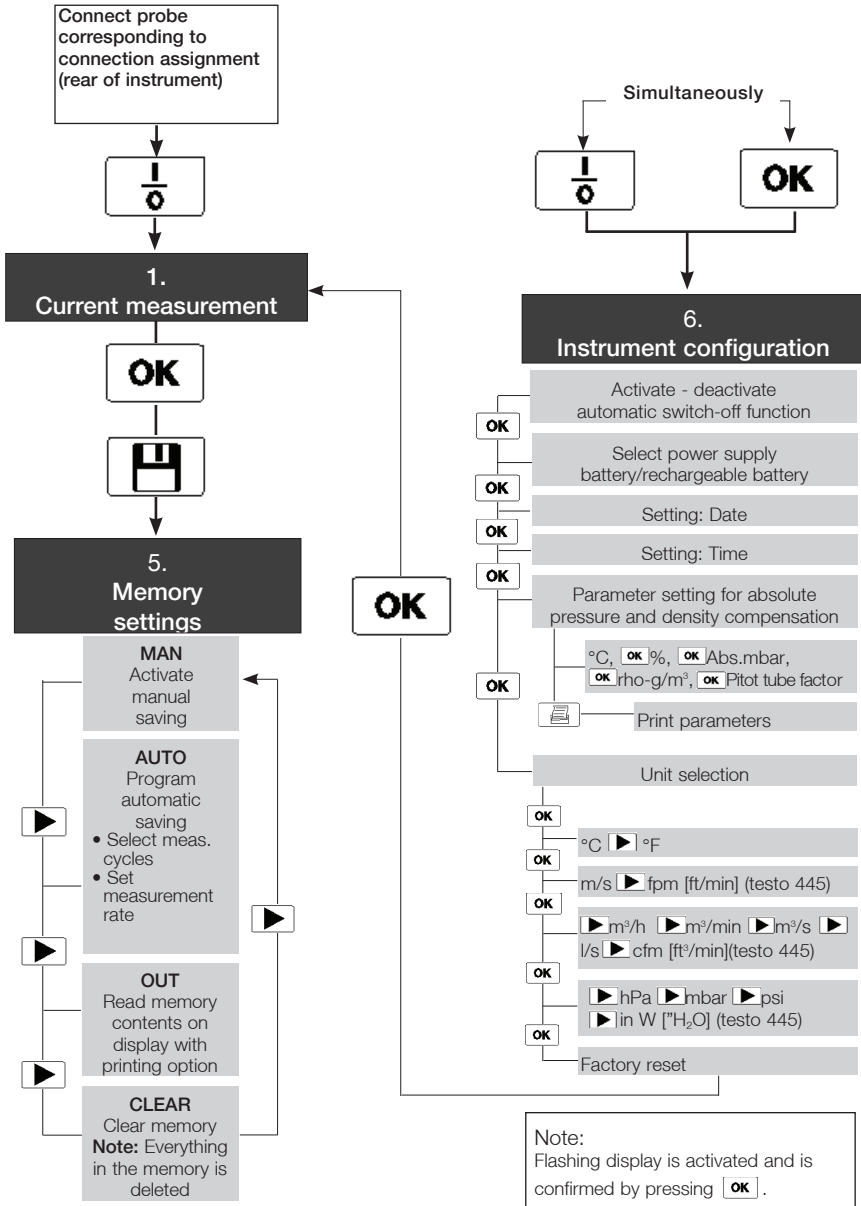 Connect probe
corresponding to
connection assignment
(rear of instrument)
I
0
1.
Current measurement
OK
5.
Memory
settings
MAN
Activate
manual
saving
AUTO
Program
automatic
saving
• Select meas.
cycles
• Set
measurement
rate
OUT
Read memory
contents on
display with
printing option
CLEAR
Clear memory
Note: Everything
in the memory is
deleted
OK
Simultaneously
I
0
OK
6.
Instrument configuration
Activate - deactivate
automatic switch-off function
OK
Select power supply
battery/rechargeable battery
OK
Setting: Date
OK
Setting: Time
OK
Parameter setting for absolute
pressure and density compensation
°C, OK %, OK Abs.mbar,
OK rho-g/m³, OK Pitot tube factor
Print parameters
OK
Unit selection
OK
°C ▶ °F
OK
m/s ▶ fpm [ft/min] (testo 445)
OK
▶ m³/h ▶ m³/min ▶ m³/s ▶
l/s ▶ cfm [ft³/min](testo 445)
OK
▶ hPa ▶ mbar ▶ psi
▶ in W ["H₂O] (testo 445)
OK
Factory reset
Note:
Flashing display is activated and is
confirmed by pressing OK .